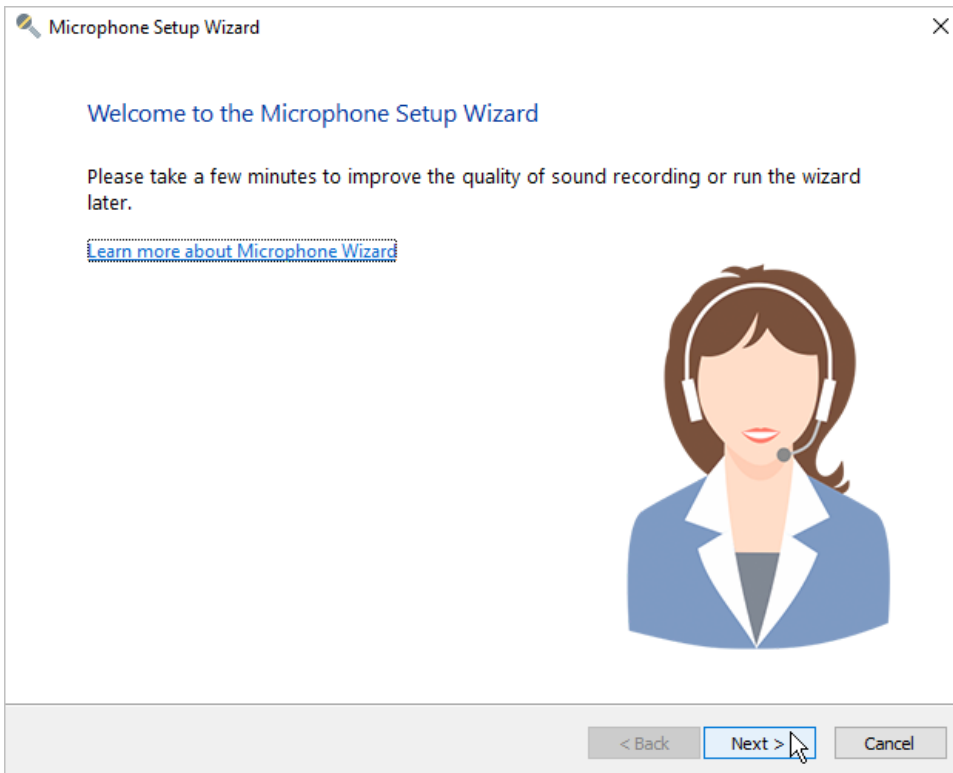 Microphone Setup Wizard
Welcome to the Microphone Setup Wizard
Please take a few minutes to improve the quality of sound recording or run the wizard
later.
Learn more about Microphone Wizard
< Back
Next >
Cancel